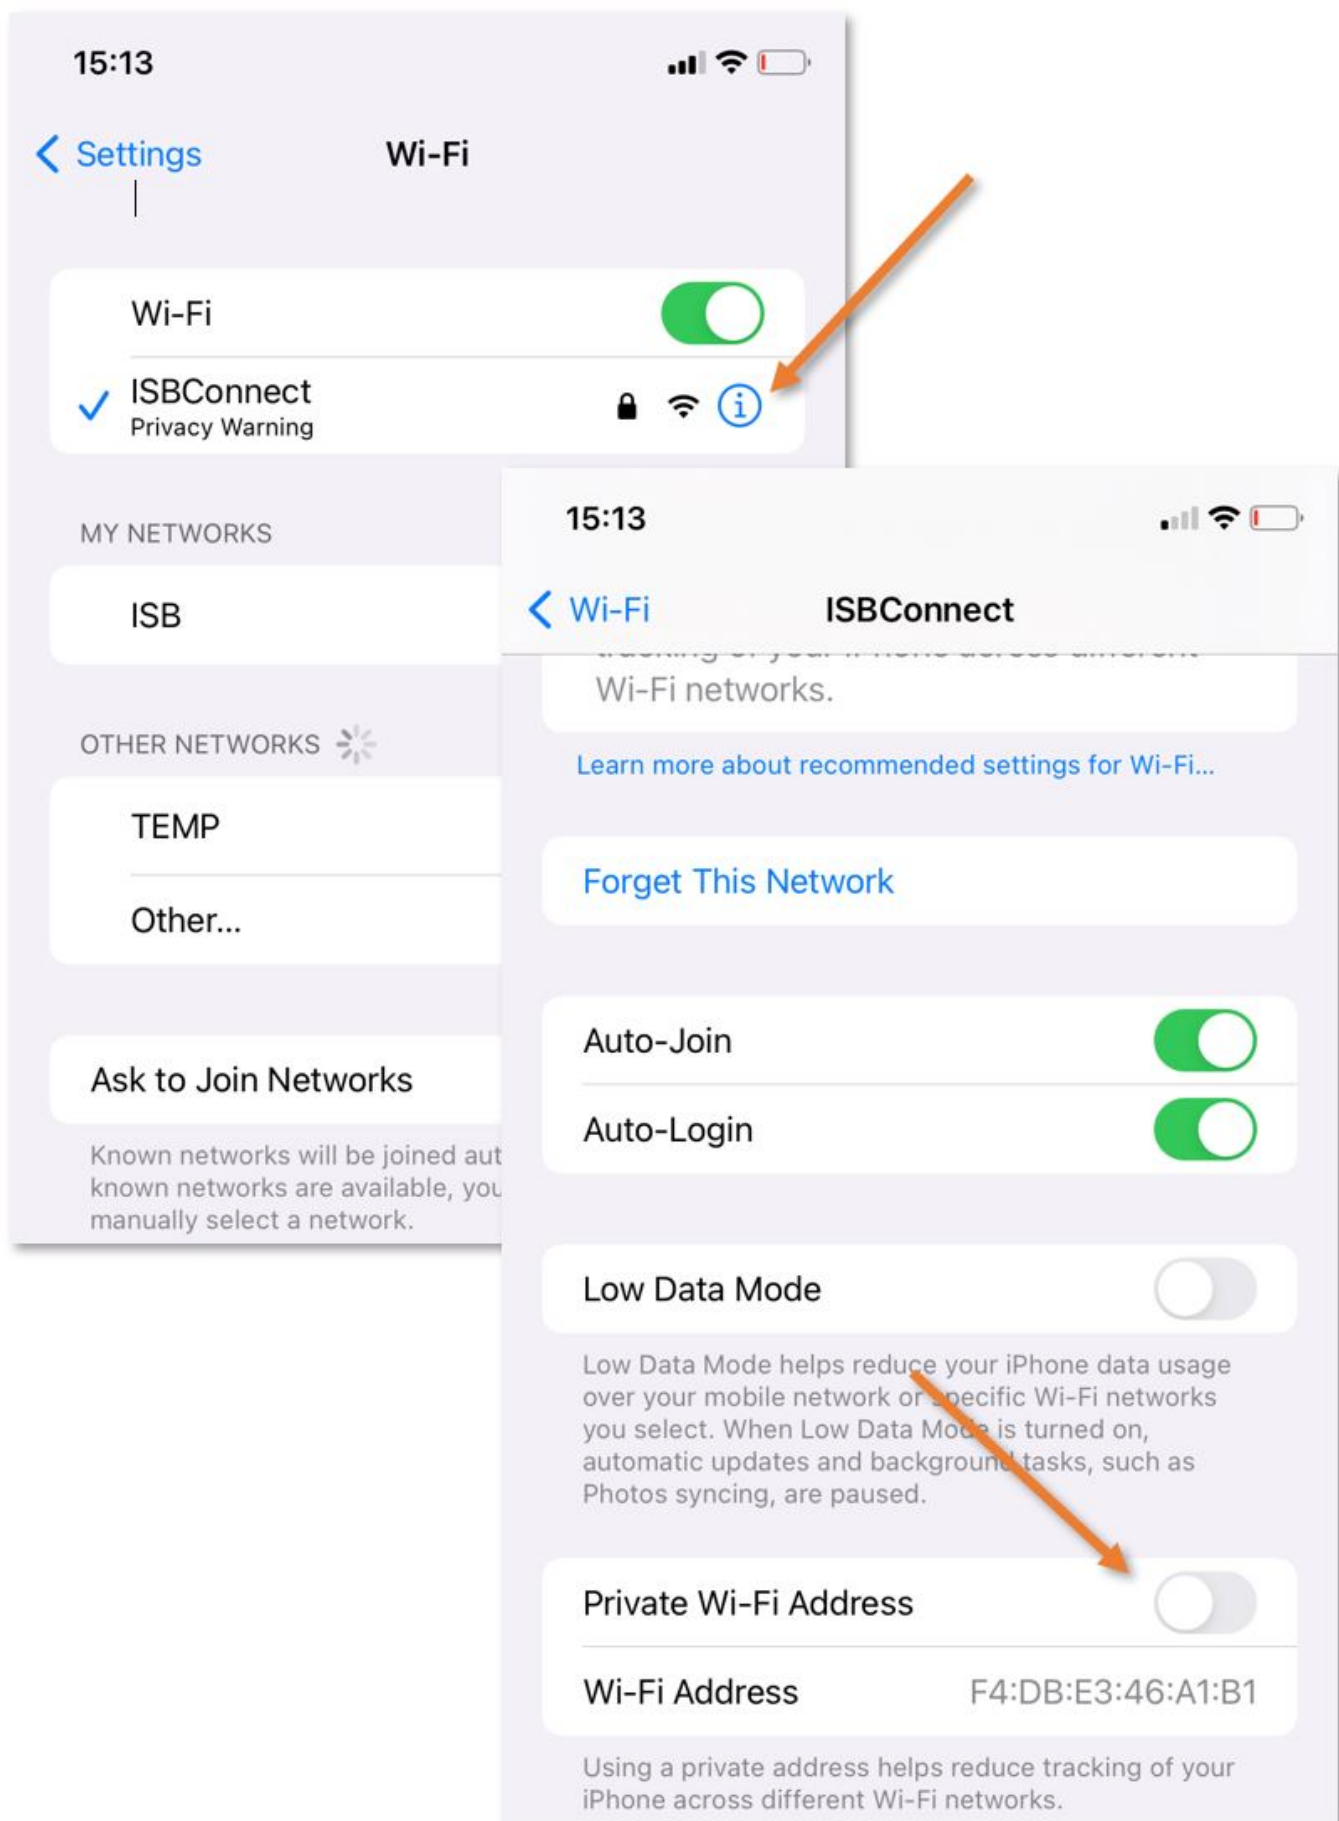 15:13
Settings
Wi-Fi
Wi-Fi
ISBConnect
Privacy Warning
MY NETWORKS
ISB
OTHER NETWORKS
TEMP
Other...
Ask to Join Networks
Known networks will be joined aut
known networks are available, you
manually select a network.
15:13
Wi-Fi
ISBConnect
tracking of your iPhone across different
Wi-Fi networks.
Learn more about recommended settings for Wi-Fi...
Forget This Network
Auto-Join
Auto-Login
Low Data Mode
Low Data Mode helps reduce your iPhone data usage
over your mobile network or specific Wi-Fi networks
you select. When Low Data Mode is turned on,
automatic updates and background tasks, such as
Photos syncing, are paused.
Private Wi-Fi Address
Wi-Fi Address F4:DB:E3:46:A1:B1
Using a private address helps reduce tracking of your
iPhone across different Wi-Fi networks.